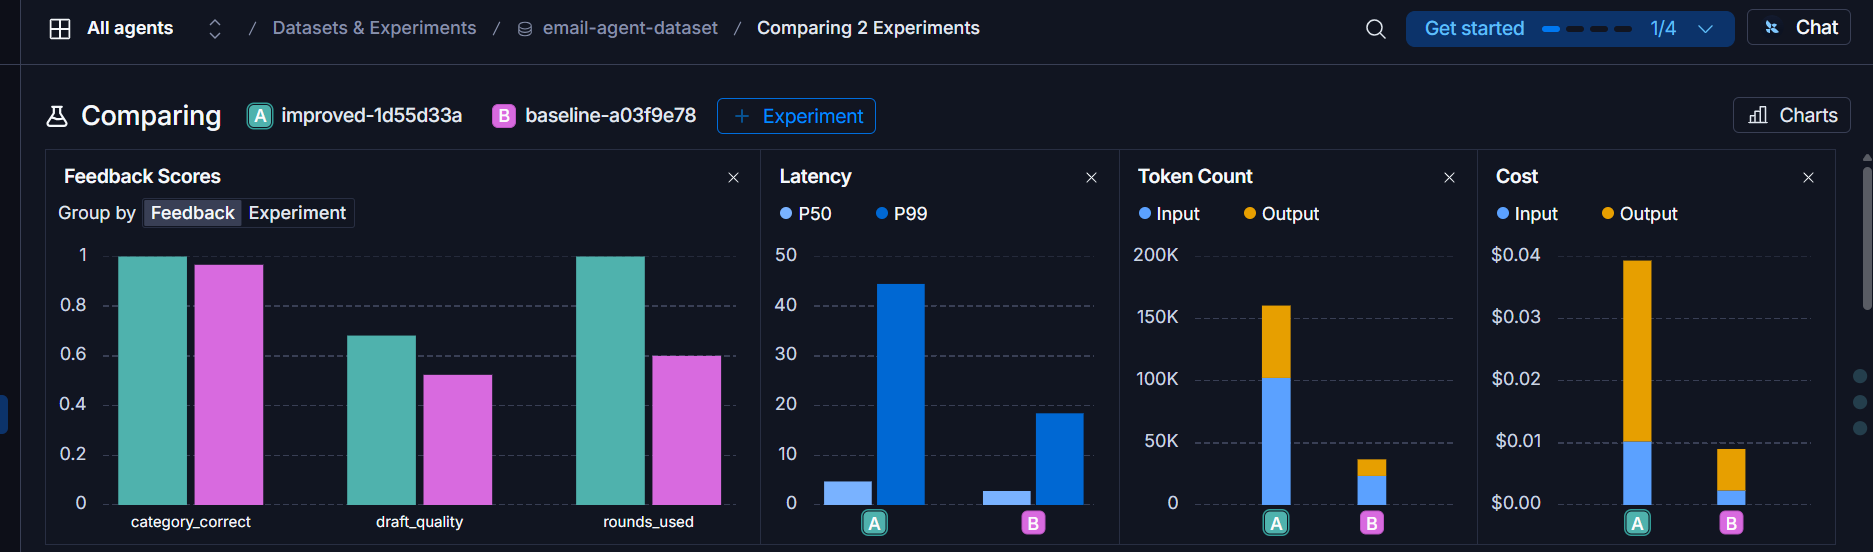 All agents / Datasets & Experiments / email-agent-dataset / Comparing 2 Experiments
Get started 1/4 Chat
Comparing A improved-1d55d33a B baseline-a03f9e78 + Experiment Charts
Feedback Scores
Group by Feedback Experiment
1
0.8
0.6
0.4
0.2
0
category_correct draft_quality rounds_used
Latency
P50 P99
50
40
30
20
10
0
A B
Token Count
Input Output
200K
150K
100K
50K
0
A B
Cost
Input Output
$0.04
$0.03
$0.02
$0.01
$0.00
A B